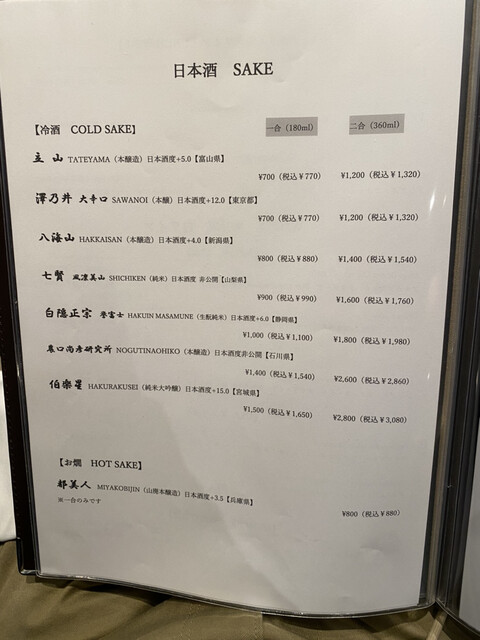 日本酒　SAKE
【冷酒　COLD SAKE】　一合（180ml）　二合（360ml）
立山 TATEYAMA（本醸造）日本酒度+5.0【富山県】
¥700（税込￥770）　¥1,200（税込￥1,320）
澤乃井 大辛口 SAWANOI（本醸）日本酒度+12.0【東京都】
¥700（税込￥770）　¥1,200（税込￥1,320）
八海山 HAKKAISAN（本醸造）日本酒度+4.0【新潟県】
¥800（税込￥880）　¥1,400（税込￥1,540）
七賢 風凛美山 SHICHIKEN（純米）日本酒度 非公開【山梨県】
¥900（税込￥990）　¥1,600（税込￥1,760）
白隠正宗 誉富士 HAKUIN MASAMUNE（生酛純米）日本酒度+6.0【静岡県】
¥1,000（税込￥1,100）　¥1,800（税込￥1,980）
農口尚彦研究所 NOGUTINAOHIKO（本醸造）日本酒度非公開【石川県】
¥1,400（税込￥1,540）　¥2,600（税込￥2,860）
伯楽星 HAKURAKUSEI（純米大吟醸）日本酒度+15.0【宮城県】
¥1,500（税込￥1,650）　¥2,800（税込￥3,080）
【お燗　HOT SAKE】
都美人 MIYAKOBIJIN（山廃本醸造）日本酒度+3.5【兵庫県】
※一合のみです
¥800（税込￥880）